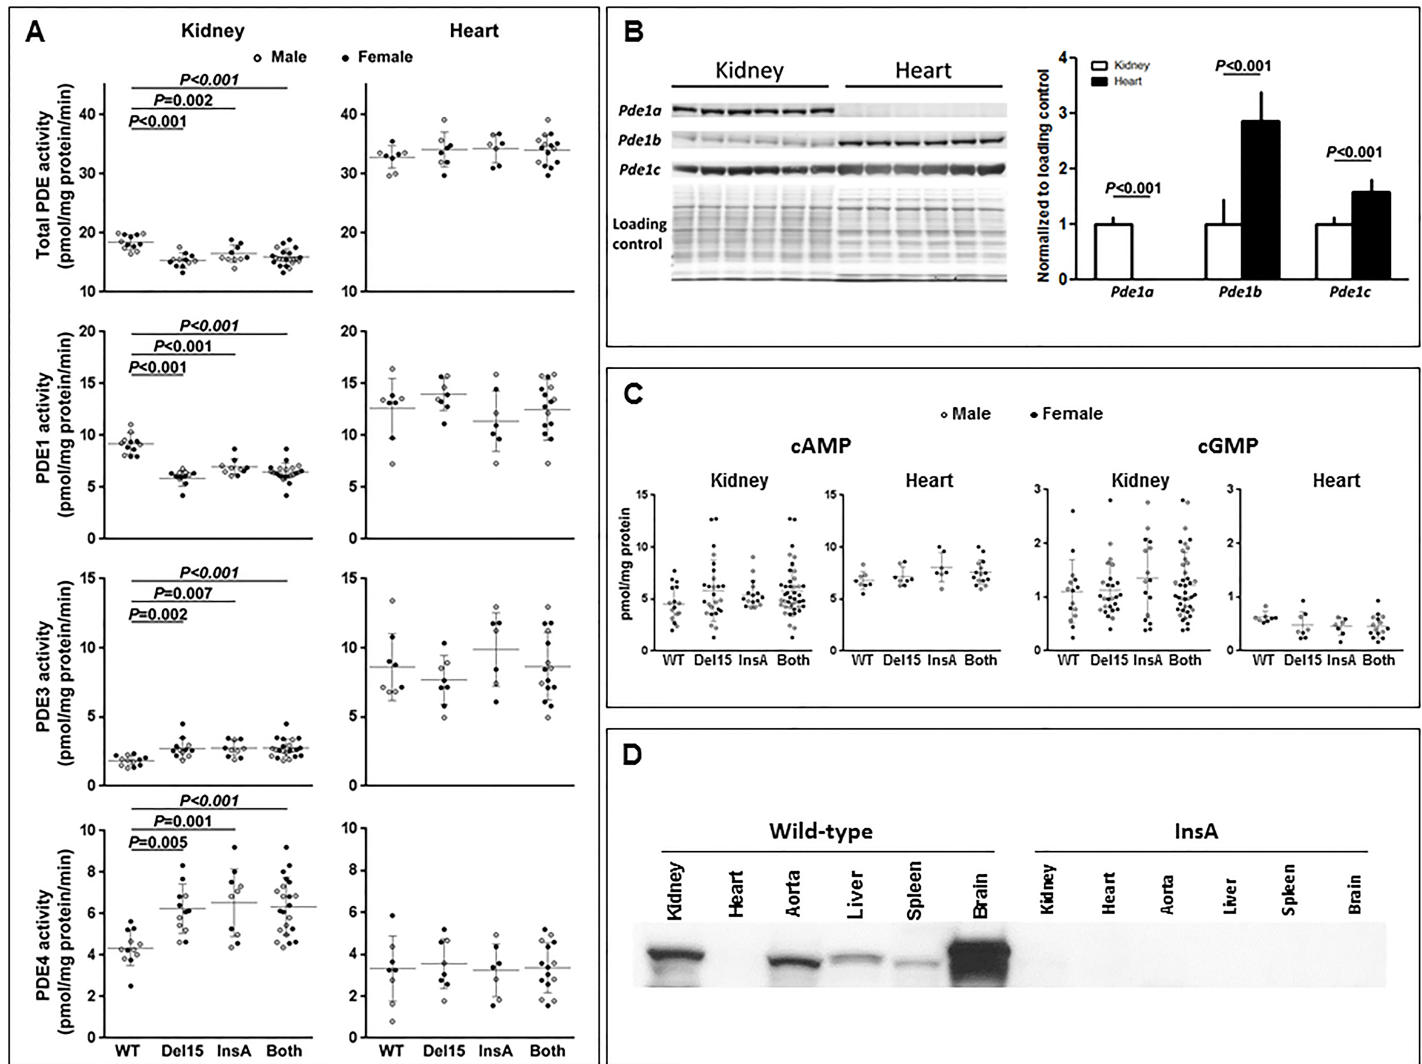 A
Kidney
Heart
Male
Female
Total PDE activity
(pmol/mg protein/min)
40
30
20
10
P<0.001
P=0.002
P<0.001
40
30
20
10
PDE1 activity
(pmol/mg protein/min)
20
15
10
5
0
P<0.001
P<0.001
P<0.001
20
15
10
5
0
PDE3 activity
(pmol/mg protein/min)
15
10
5
0
P<0.001
P=0.007
P=0.002
15
10
5
0
PDE4 activity
(pmol/mg protein/min)
10
8
6
4
2
0
P<0.001
P=0.001
P=0.005
10
8
6
4
2
0
WT Del15 InsA Both
WT Del15 InsA Both
B
Kidney Heart
Pde1a
Pde1b
Pde1c
Loading
control
Normalized to loading control
4
3
2
1
0
Kidney
Heart
P<0.001
P<0.001
P<0.001
Pde1a Pde1b Pde1c
C
Male Female
cAMP
cGMP
Kidney
Heart
Kidney
Heart
pmol/mg protein
15
10
5
0
WT Del15 InsA Both
15
10
5
0
WT Del15 InsA Both
3
2
1
0
WT Del15 InsA Both
3
2
1
0
WT Del15 InsA Both
D
Wild-type
InsA
Kidney
Heart
Aorta
Liver
Spleen
Brain
Kidney
Heart
Aorta
Liver
Spleen
Brain